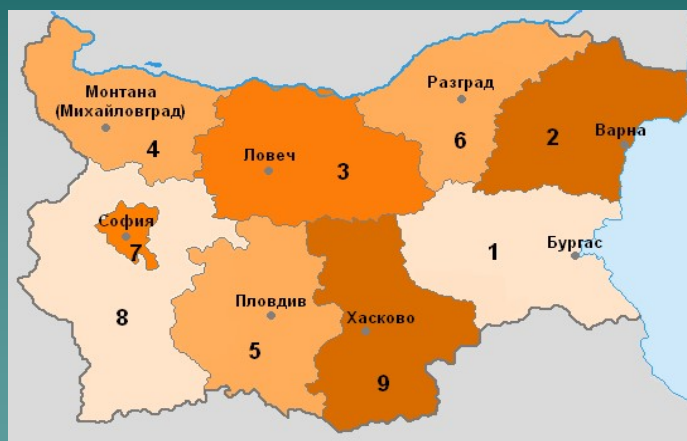 Монтана
(Михайловград)
4
Ловеч
3
Разград
6
2
Варна
София
7
8
Пловдив
5
Хасково
9
1
Бургас